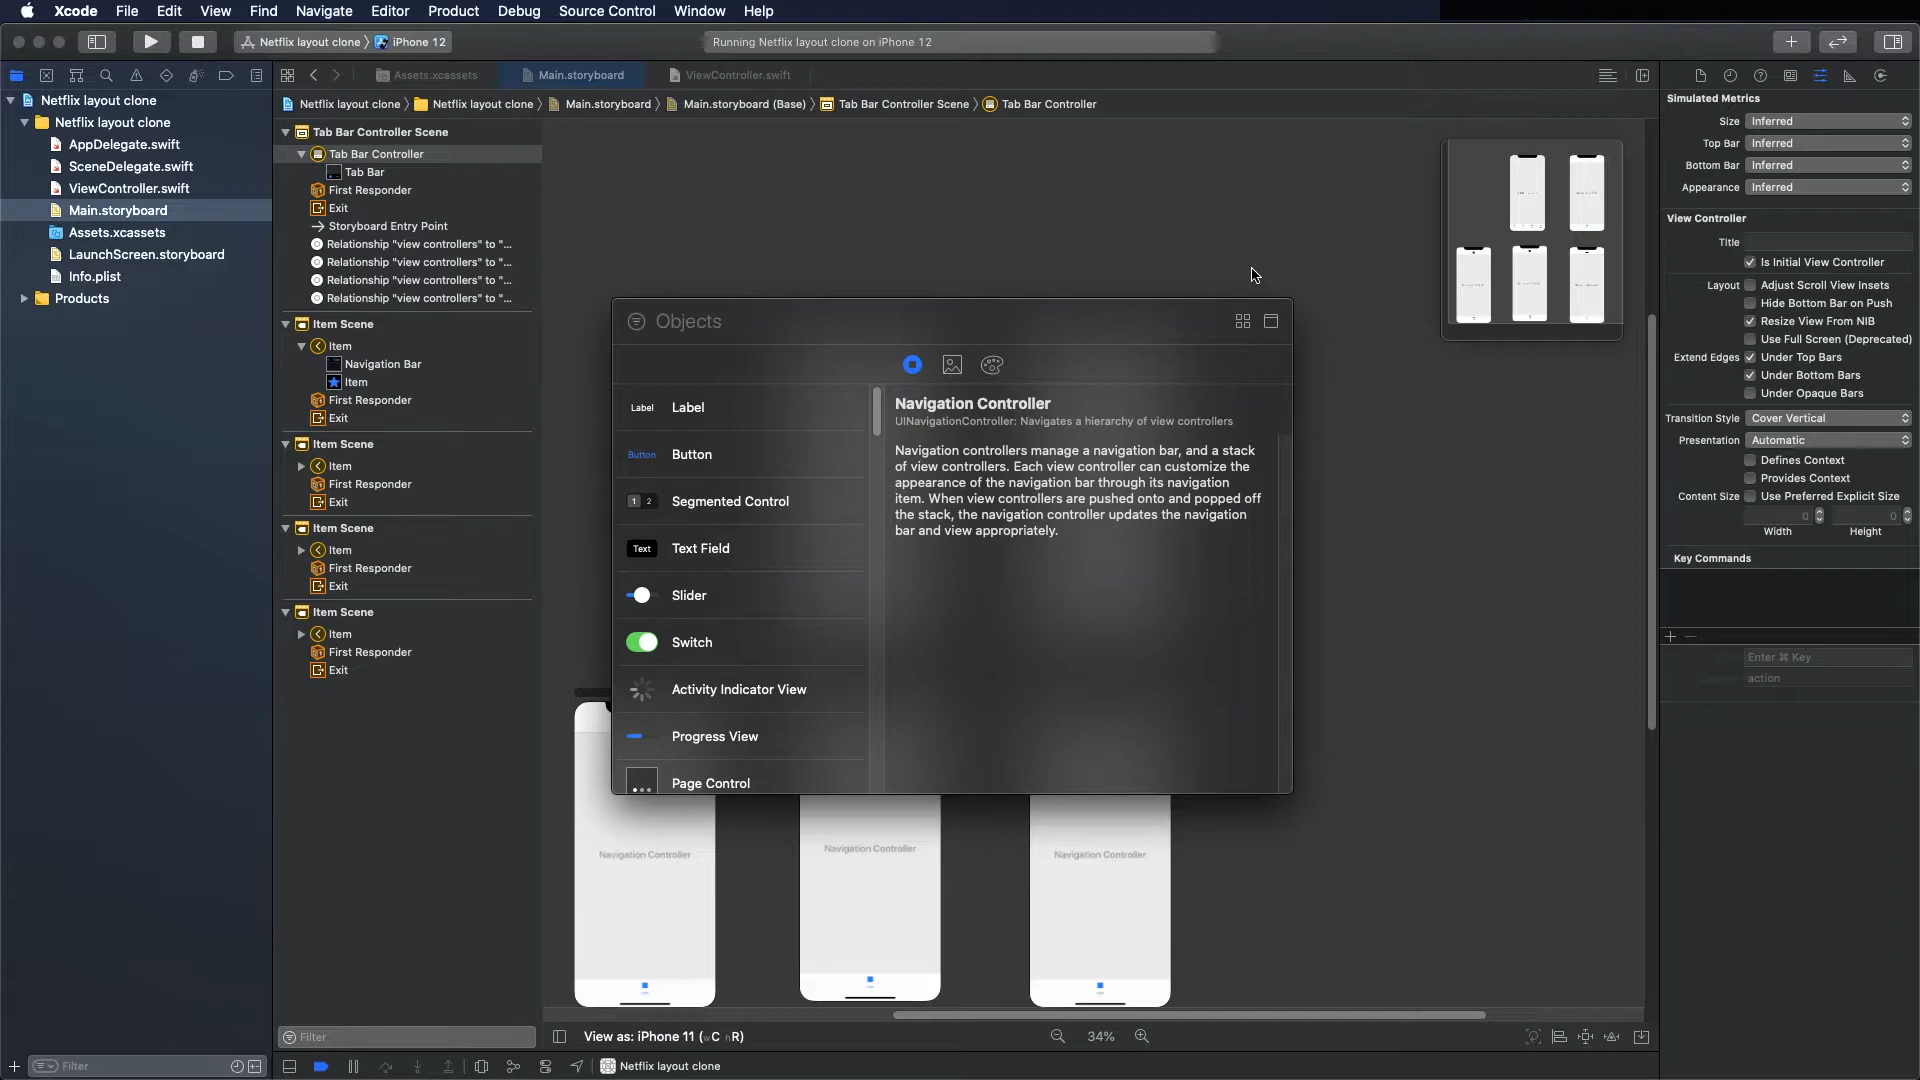 Xcode File Edit View Find Navigate Editor Product Debug Source Control Window Help
Netflix layout clone iPhone 12
Running Netflix layout clone on iPhone 12
Assets.xcassets Main.storyboard ViewController.swift
Netflix layout clone Netflix layout clone Main.storyboard Main.storyboard (Base) Tab Bar Controller Scene Tab Bar Controller
Netflix layout clone
Netflix layout clone
AppDelegate.swift
SceneDelegate.swift
ViewController.swift
Main.storyboard
Assets.xcassets
LaunchScreen.storyboard
Info.plist
Products
Filter
Tab Bar Controller Scene
Tab Bar Controller
Tab Bar
First Responder
Exit
Storyboard Entry Point
Relationship "view controllers" to "...
Relationship "view controllers" to "...
Relationship "view controllers" to "...
Relationship "view controllers" to "...
Item Scene
Item
Navigation Bar
Item
First Responder
Exit
Item Scene
Item
First Responder
Exit
Item Scene
Item
First Responder
Exit
Item Scene
Item
First Responder
Exit
Filter
Objects
Label Label
Button Button
1 2 Segmented Control
Text Text Field
Slider
Switch
Activity Indicator View
Progress View
Page Control
Navigation Controller
UINavigationController: Navigates a hierarchy of view controllers
Navigation controllers manage a navigation bar, and a stack
of view controllers. Each view controller can customize the
appearance of the navigation bar through its navigation
item. When view controllers are pushed onto and popped off
the stack, the navigation controller updates the navigation
bar and view appropriately.
Navigation Controller
Navigation Controller
Navigation Controller
View as: iPhone 11 (wC hR)
34%
Netflix layout clone
Simulated Metrics
Size Inferred
Top Bar Inferred
Bottom Bar Inferred
Appearance Inferred
View Controller
Title
Is Initial View Controller
Layout Adjust Scroll View Insets
Hide Bottom Bar on Push
Resize View From NIB
Use Full Screen (Deprecated)
Extend Edges Under Top Bars
Under Bottom Bars
Under Opaque Bars
Transition Style Cover Vertical
Presentation Automatic
Defines Context
Provides Context
Content Size Use Preferred Explicit Size
0 0
Width Height
Key Commands
Enter ⌘ Key
action